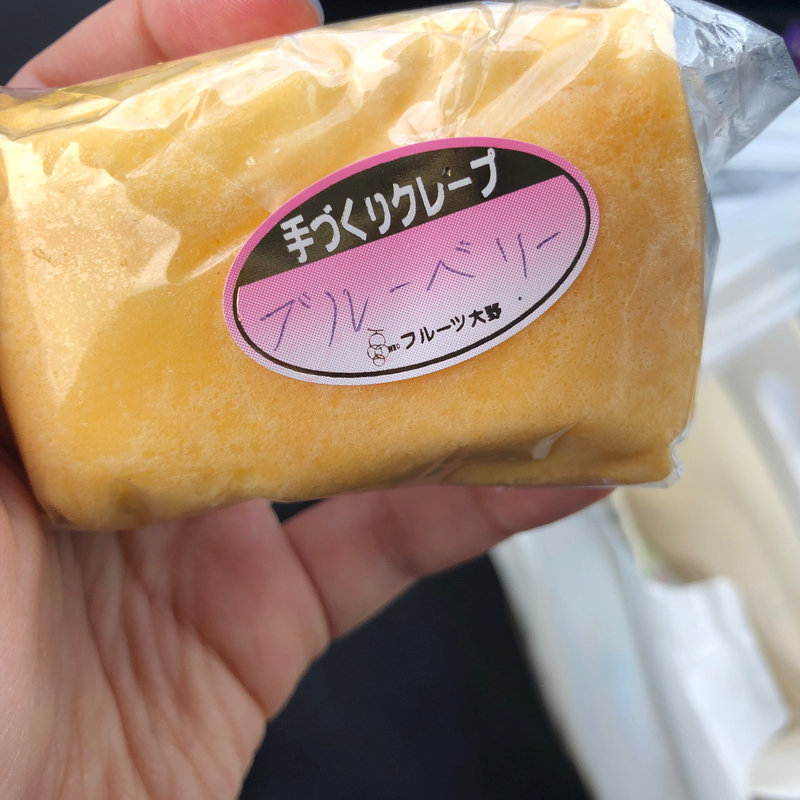 手づくりクレープ
ブルーベリー
フルーツ大野